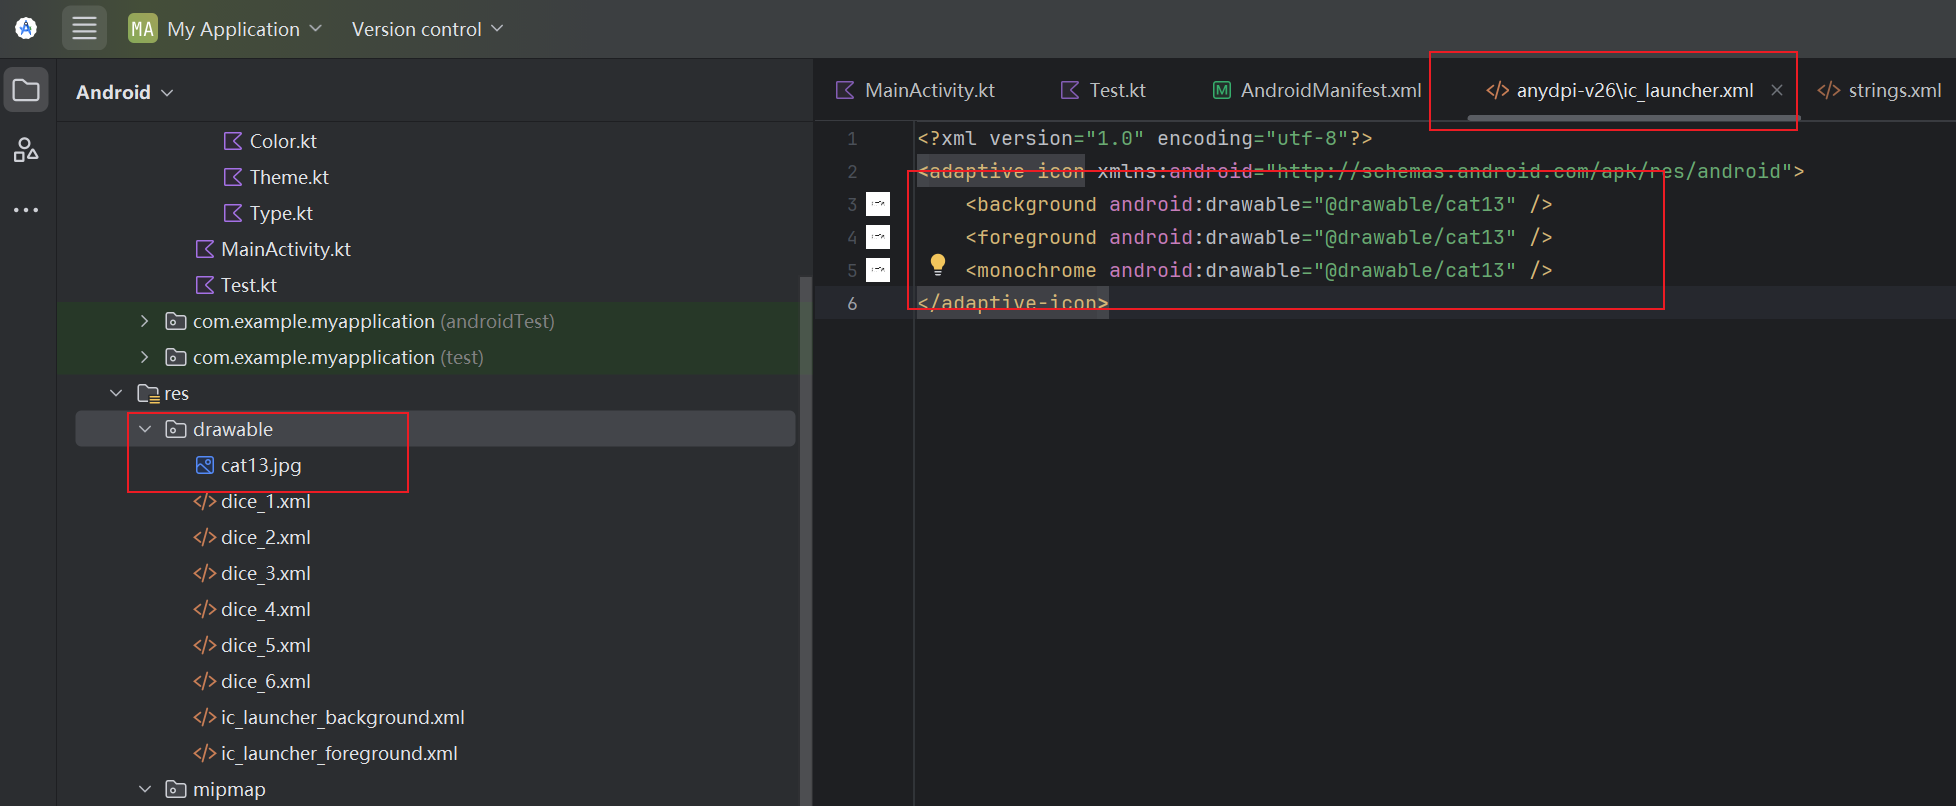 MA My Application Version control
Android
Color.kt
Theme.kt
Type.kt
MainActivity.kt
Test.kt
com.example.myapplication (androidTest)
com.example.myapplication (test)
res
drawable
cat13.jpg
dice_1.xml
dice_2.xml
dice_3.xml
dice_4.xml
dice_5.xml
dice_6.xml
ic_launcher_background.xml
ic_launcher_foreground.xml
mipmap
MainActivity.kt Test.kt M AndroidManifest.xml </> anydpi-v26\ic_launcher.xml </> strings.xml
1 <?xml version="1.0" encoding="utf-8"?>
2 <adaptive-icon xmlns:android="http://schemas.android.com/apk/res/android">
3 <background android:drawable="@drawable/cat13" />
4 <foreground android:drawable="@drawable/cat13" />
5 <monochrome android:drawable="@drawable/cat13" />
6 </adaptive-icon>